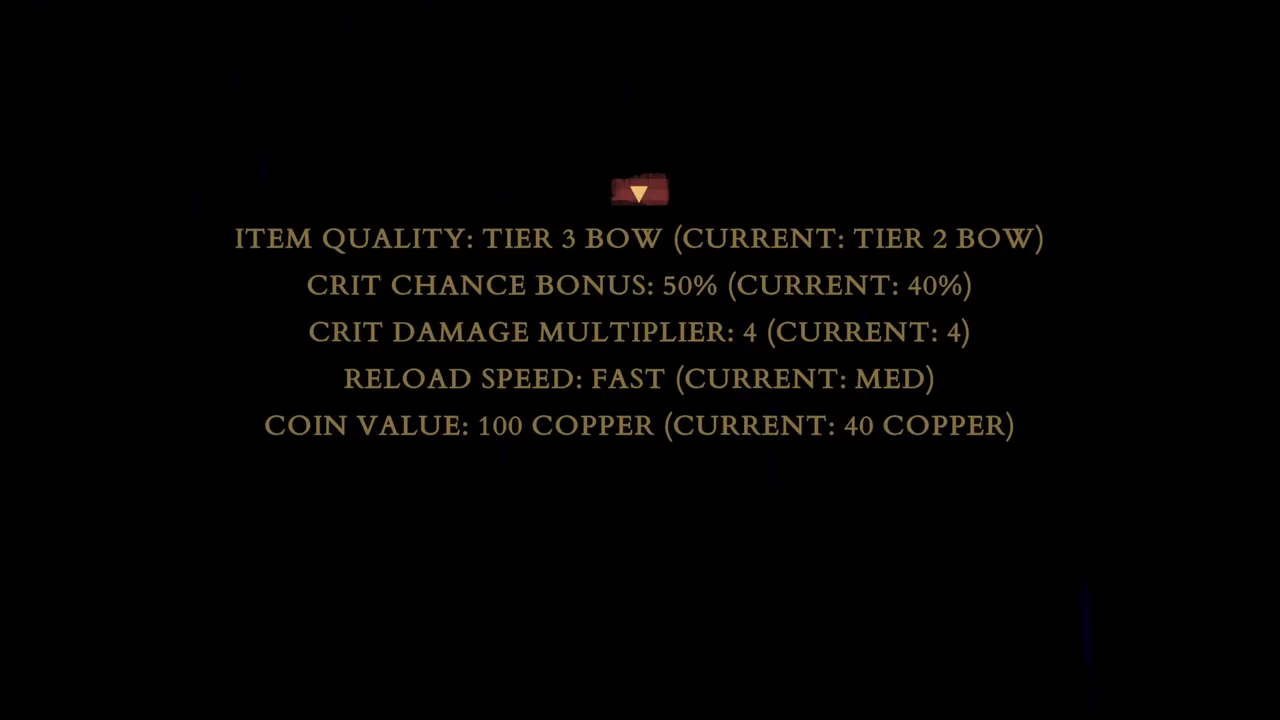 ITEM QUALITY: TIER 3 BOW (CURRENT: TIER 2 BOW)
CRIT CHANCE BONUS: 50% (CURRENT: 40%)
CRIT DAMAGE MULTIPLIER: 4 (CURRENT: 4)
RELOAD SPEED: FAST (CURRENT: MED)
COIN VALUE: 100 COPPER (CURRENT: 40 COPPER)